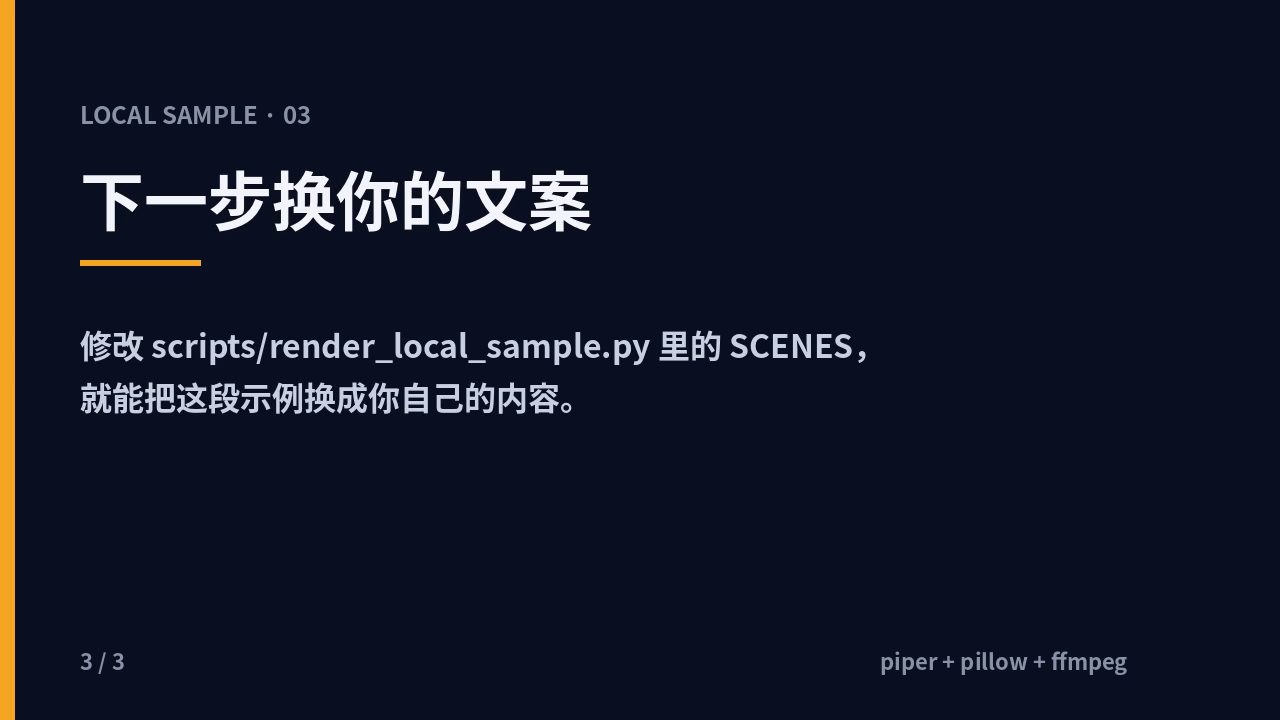 LOCAL SAMPLE · 03
下一步换你的文案
修改 scripts/render_local_sample.py 里的 SCENES，
就能把这段示例换成你自己的内容。
3 / 3
piper + pillow + ffmpeg